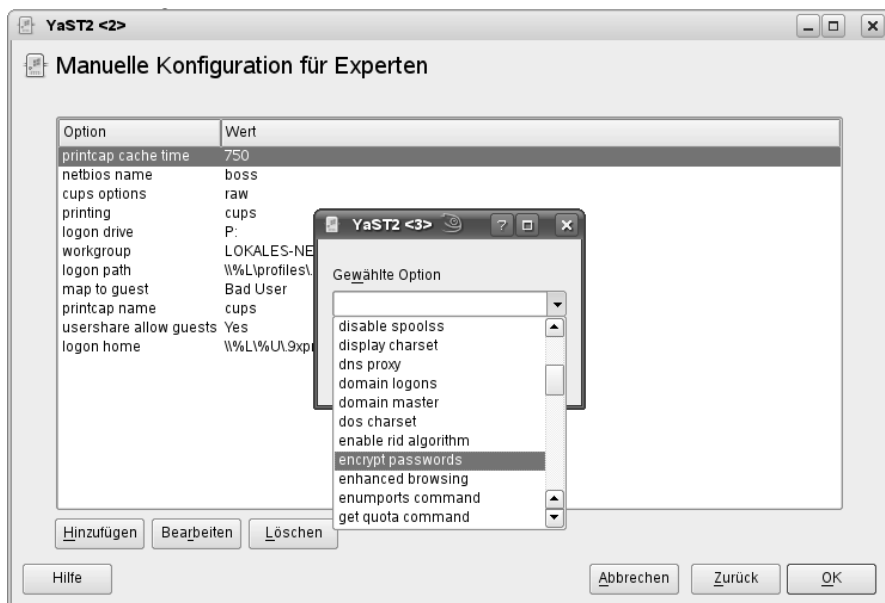 YaST2 <2>
Manuelle Konfiguration für Experten
Option Wert
printcap cache time 750
netbios name boss
cups options raw
printing cups
logon drive P:
workgroup LOKALES-NE
logon path \\%L\profiles\.
map to guest Bad User
printcap name cups
usershare allow guests Yes
logon home \\%L\%U\.9xpr
YaST2 <3>
Gewählte Option
disable spoolss
display charset
dns proxy
domain logons
domain master
dos charset
enable rid algorithm
encrypt passwords
enhanced browsing
enumports command
get quota command
Hinzufügen Bearbeiten Löschen
Hilfe Abbrechen Zurück OK